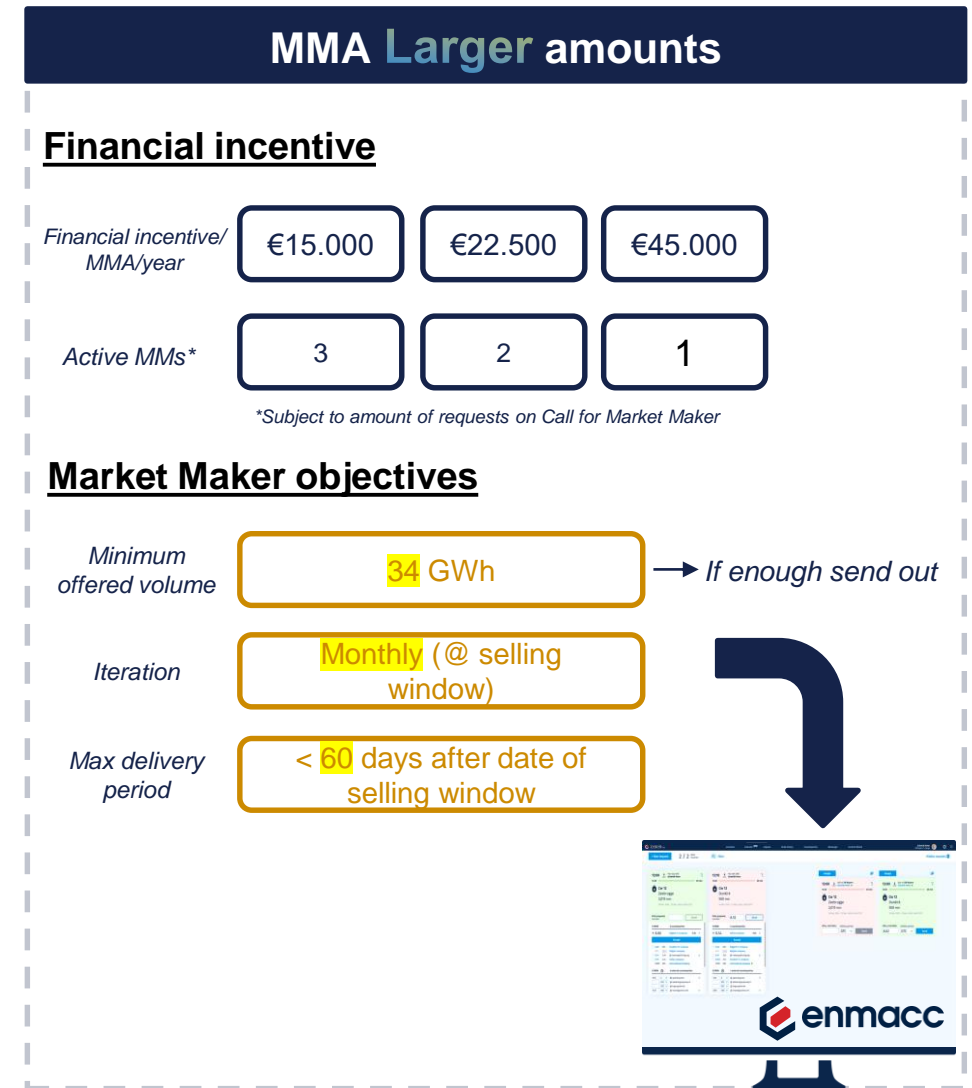 MMA Larger amounts
Financial incentive
Financial incentive/
MMA/year
€15.000
€22.500
€45.000
Active MMs*
3
2
1
*Subject to amount of requests on Call for Market Maker
Market Maker objectives
Minimum
offered volume
34 GWh
If enough send out
Iteration
Monthly (@ selling
window)
Max delivery
period
< 60 days after date of
selling window
enmacc